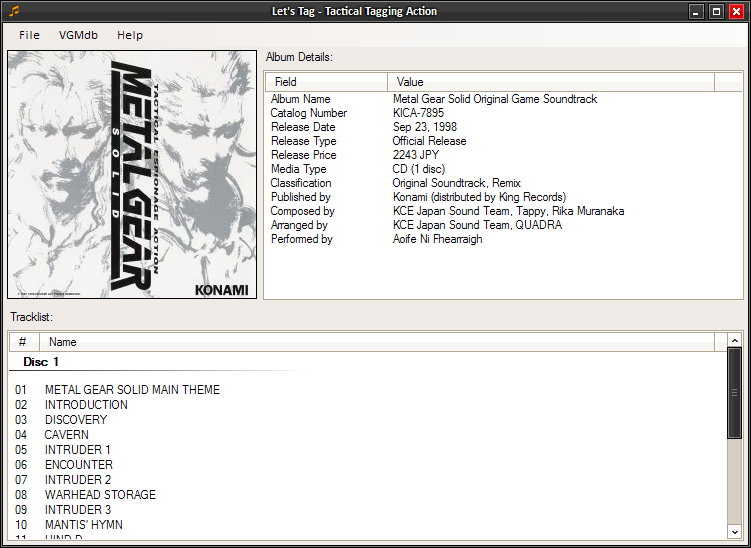 Let's Tag - Tactical Tagging Action
File VGMdb Help
TACTICAL ESPIONAGE ACTION
METAL GEAR
SOLID
KONAMI
Album Details:
Field Value
Album Name Metal Gear Solid Original Game Soundtrack
Catalog Number KICA-7895
Release Date Sep 23, 1998
Release Type Official Release
Release Price 2243 JPY
Media Type CD (1 disc)
Classification Original Soundtrack, Remix
Published by Konami (distributed by King Records)
Composed by KCE Japan Sound Team, Tappy, Rika Muranaka
Arranged by KCE Japan Sound Team, QUADRA
Performed by Aoife Ni Fhearraigh
Tracklist:
# Name
Disc 1
01 METAL GEAR SOLID MAIN THEME
02 INTRODUCTION
03 DISCOVERY
04 CAVERN
05 INTRUDER 1
06 ENCOUNTER
07 INTRUDER 2
08 WARHEAD STORAGE
09 INTRUDER 3
10 MANTIS' HYMN
11 HIND D